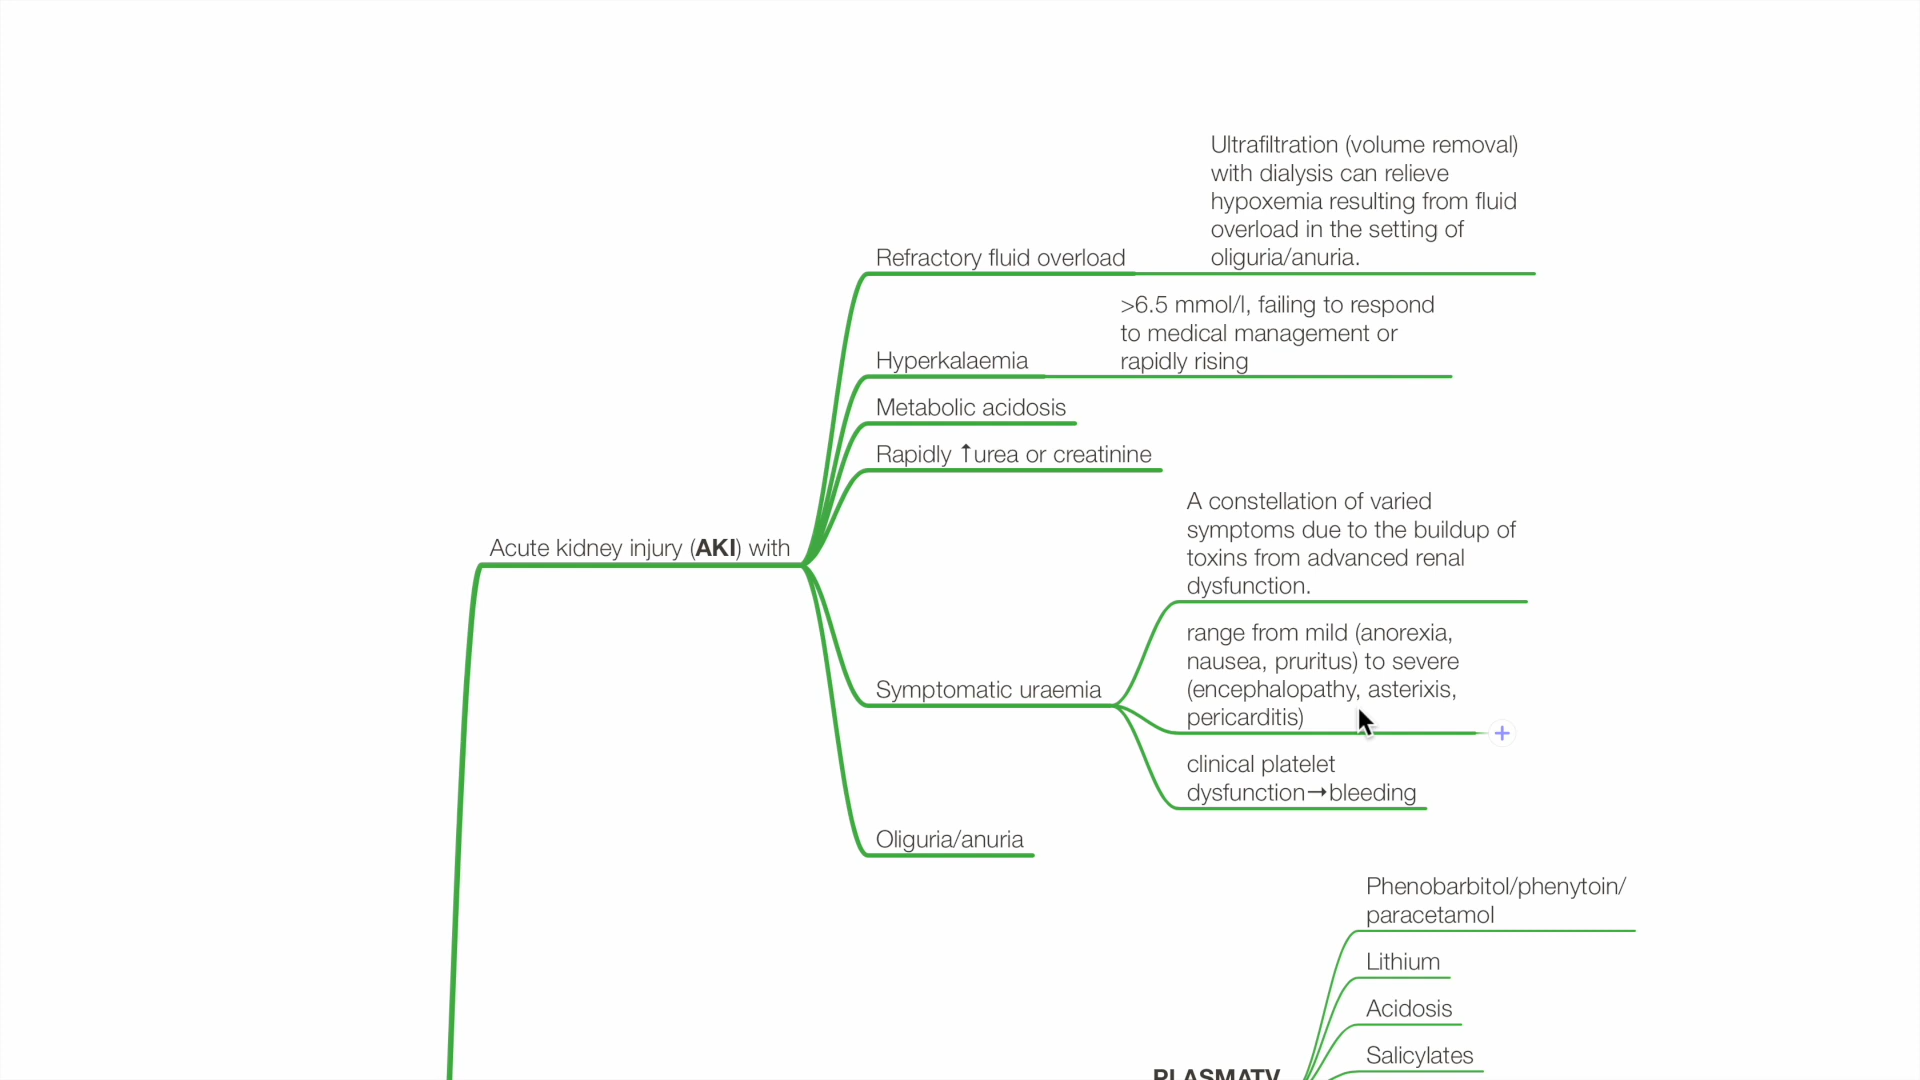 Ultrafiltration (volume removal)
with dialysis can relieve
hypoxemia resulting from fluid
overload in the setting of
oliguria/anuria.
Refractory fluid overload
>6.5 mmol/l, failing to respond
to medical management or
rapidly rising
Hyperkalaemia
Metabolic acidosis
Rapidly ↑urea or creatinine
A constellation of varied
symptoms due to the buildup of
toxins from advanced renal
dysfunction.
Acute kidney injury (AKI) with
range from mild (anorexia,
nausea, pruritus) to severe
(encephalopathy, asterixis,
pericarditis)
Symptomatic uraemia
clinical platelet
dysfunction→bleeding
Oliguria/anuria
Phenobarbitol/phenytoin/
paracetamol
Lithium
Acidosis
Salicylates
PLASMATV